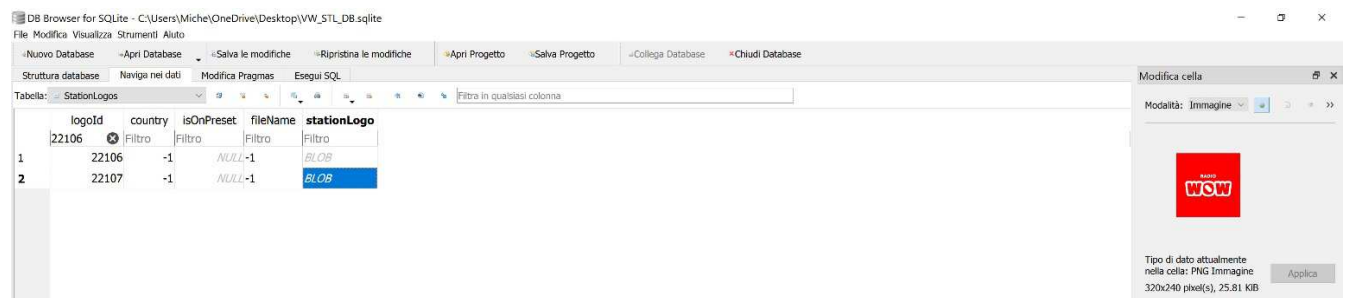 DB Browser for SQLite - C:\Users\Miche\OneDrive\Desktop\VW_STL_DB.sqlite
File Modifica Visualizza Strumenti Aiuto
Nuovo Database Apri Database Salva le modifiche Ripristina le modifiche Apri Progetto Salva Progetto Collega Database Chiudi Database
Struttura database Naviga nei dati Modifica Pragmas Esegui SQL
Tabella: StationLogos Filtra in qualsiasi colonna
logoId country isOnPreset fileName stationLogo
22106 Filtro Filtro Filtro Filtro
1 22106 -1 NULL -1 BLOB
2 22107 -1 NULL -1 BLOB
Modifica cella
Modalità: Immagine
RADIO
WOW
Tipo di dato attualmente
nella cella: PNG Immagine
Applica
320x240 pixel(s), 25.81 KiB